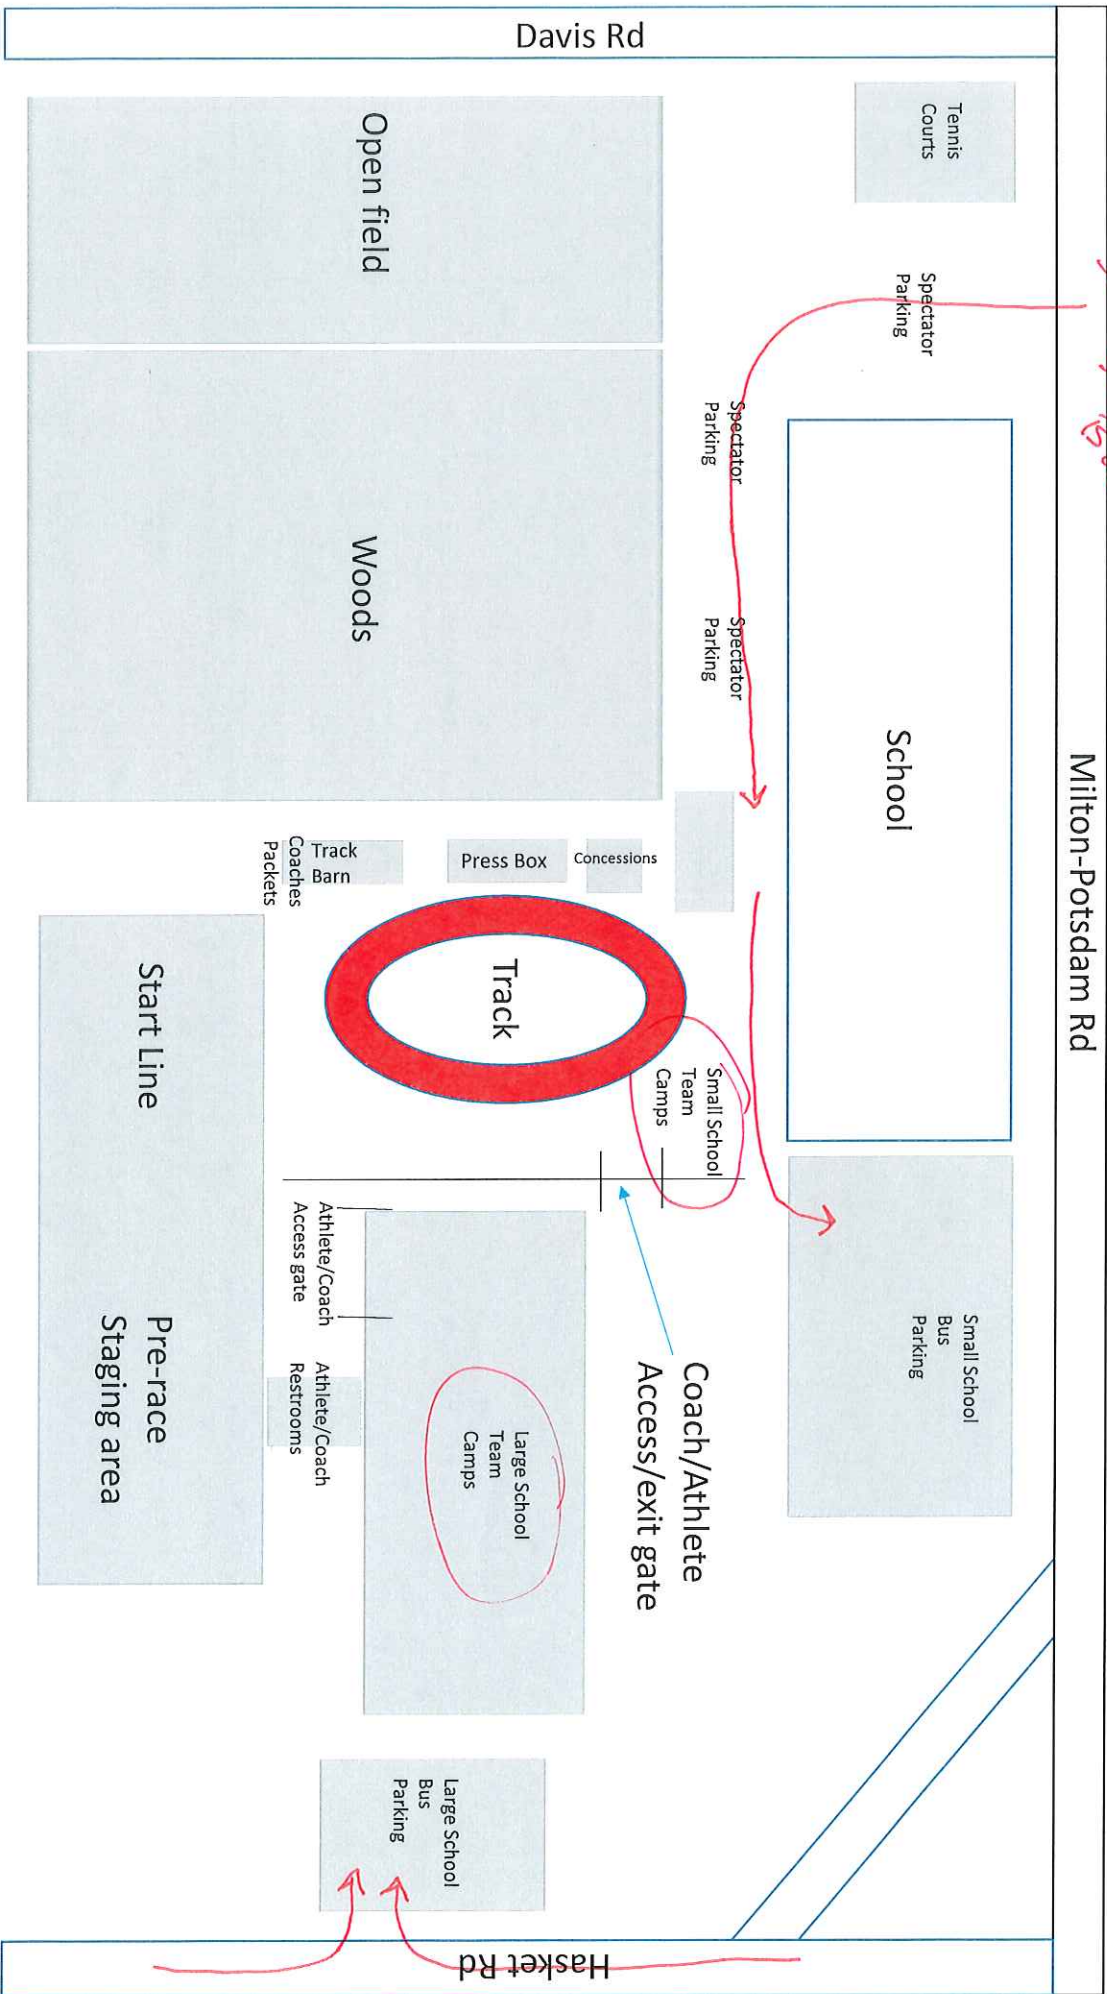 Milton-Potsdam Rd
Davis Rd
Tennis
Courts
Spectator
Parking
Spectator
Parking
Spectator
Parking
School
Small School
Bus
Parking
Open field
Woods
Concessions
Press Box
Track
Barn
Coaches
Packets
Track
Small School
Team
Camps
Coach/Athlete
Access/exit gate
Athlete/Coach
Access gate
Athlete/Coach
Restrooms
Large School
Team
Camps
Start Line
Pre-race
Staging area
Large School
Bus
Parking
Hasket Rd